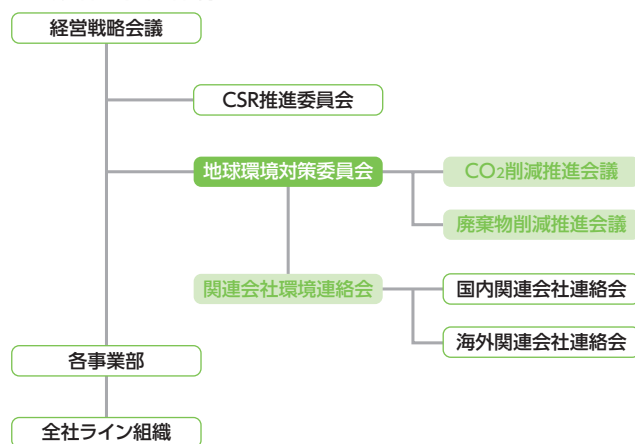 経営戦略会議
CSR推進委員会
地球環境対策委員会
CO2削減推進会議
廃棄物削減推進会議
関連会社環境連絡会
国内関連会社連絡会
海外関連会社連絡会
各事業部
全社ライン組織